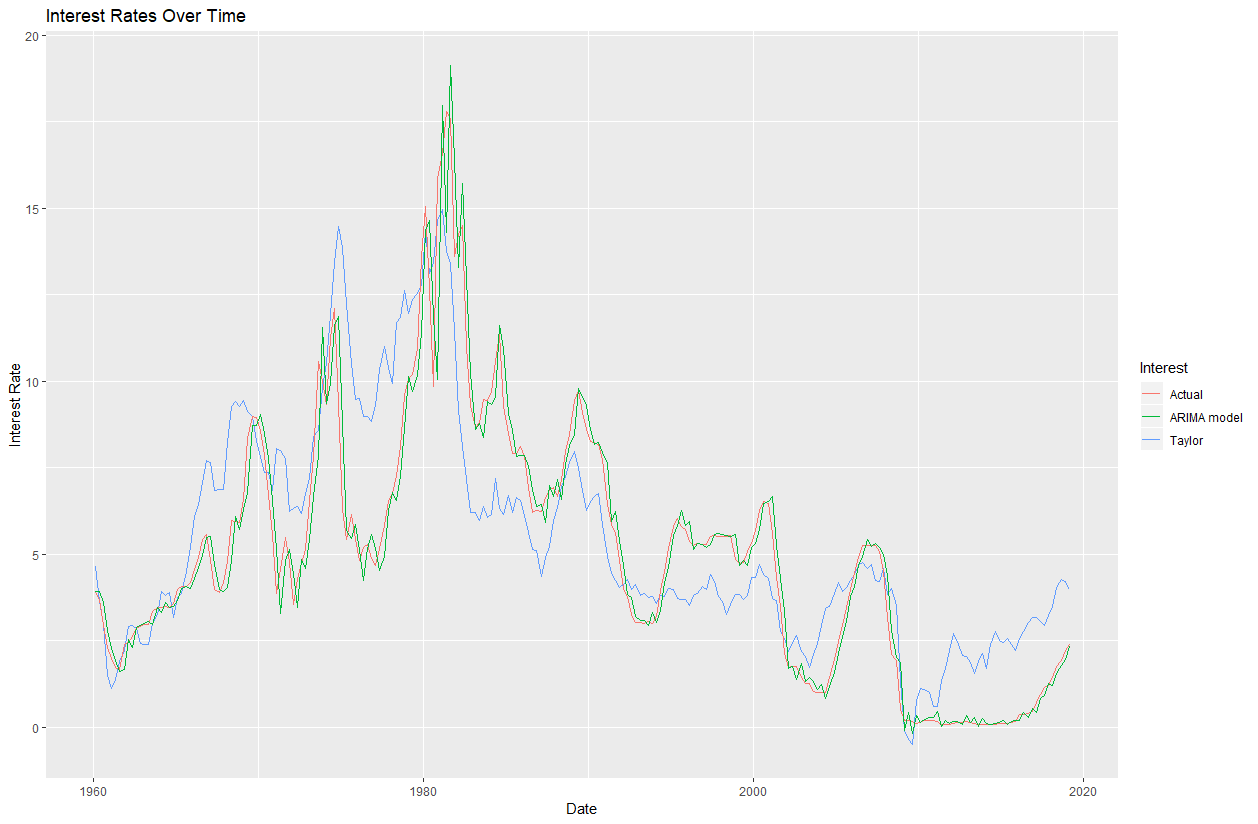 Interest Rates Over Time
20
15
10
5
0
Interest Rate
1960
1980
2000
2020
Date
Interest
Actual
ARIMA model
Taylor